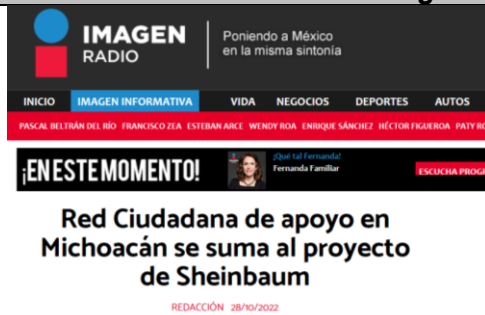 IMAGEN
RADIO
Poniendo a México
en la misma sintonía
INICIO IMAGEN INFORMATIVA VIDA NEGOCIOS DEPORTES AUTOS
PASCAL BELTRÁN DEL RÍO FRANCISCO ZEA ESTEBAN ARCE WENDY ROA ENRIQUE SÁNCHEZ HÉCTOR FIGUEROA PATY
¡EN ESTE MOMENTO!
¡Qué tal Fernanda!
Fernanda Familiar
ESCUCHA
Red Ciudadana de apoyo en
Michoacán se suma al proyecto
de Sheinbaum
REDACCIÓN 28/10/2022